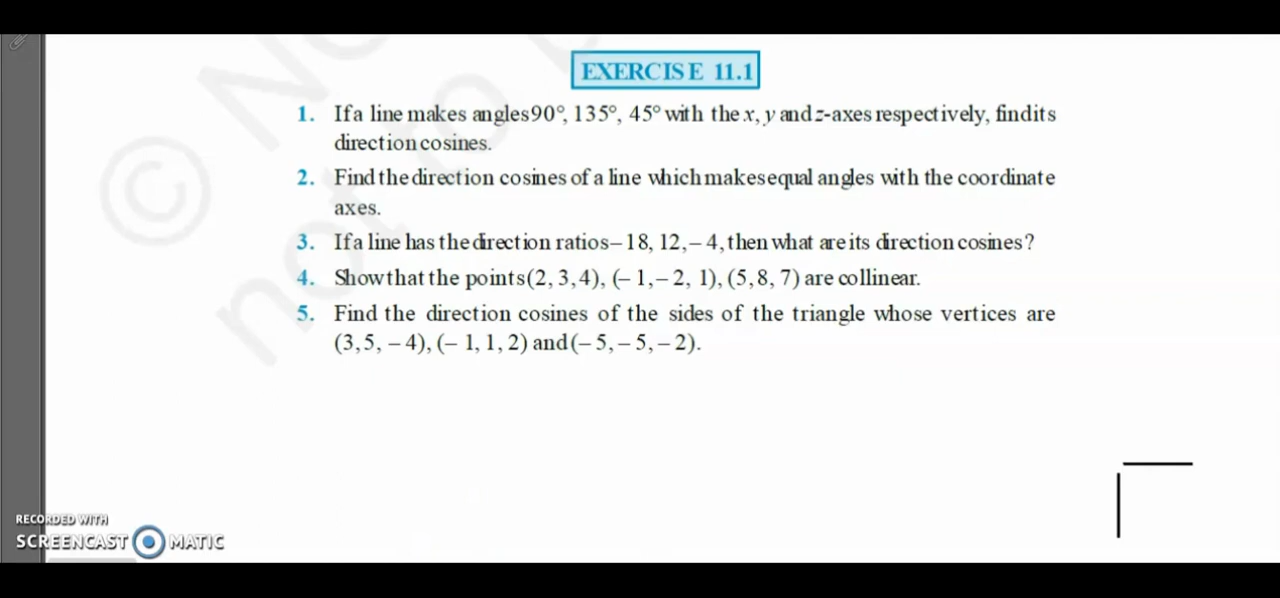 EXERCISE 11.1
1. If a line makes angles 90°, 135°, 45° with the x, y and z-axes respectively, find its
direction cosines.
2. Find the direction cosines of a line which makes equal angles with the coordinate
axes.
3. If a line has the direction ratios –18, 12, – 4, then what are its direction cosines ?
4. Show that the points (2, 3, 4), (– 1, – 2, 1), (5, 8, 7) are collinear.
5. Find the direction cosines of the sides of the triangle whose vertices are
(3, 5, – 4), (– 1, 1, 2) and (– 5, – 5, – 2).
© N
not to
RECORDED WITH
SCREENCAST MATIC